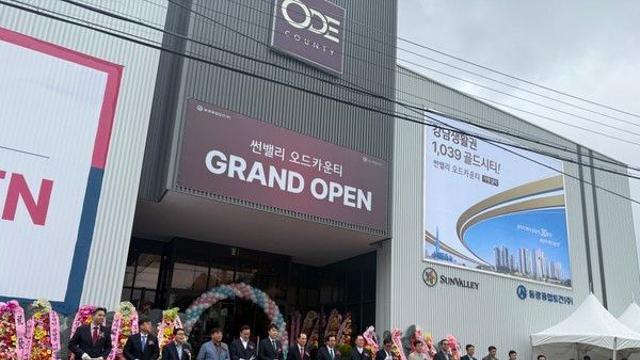 ODE
COUNTY
썬밸리 오드카운티
GRAND OPEN
강남생활권
1,039 골드시티!
썬밸리 오드카운티
SUNVALLEY
동광종합토건(주)
TN